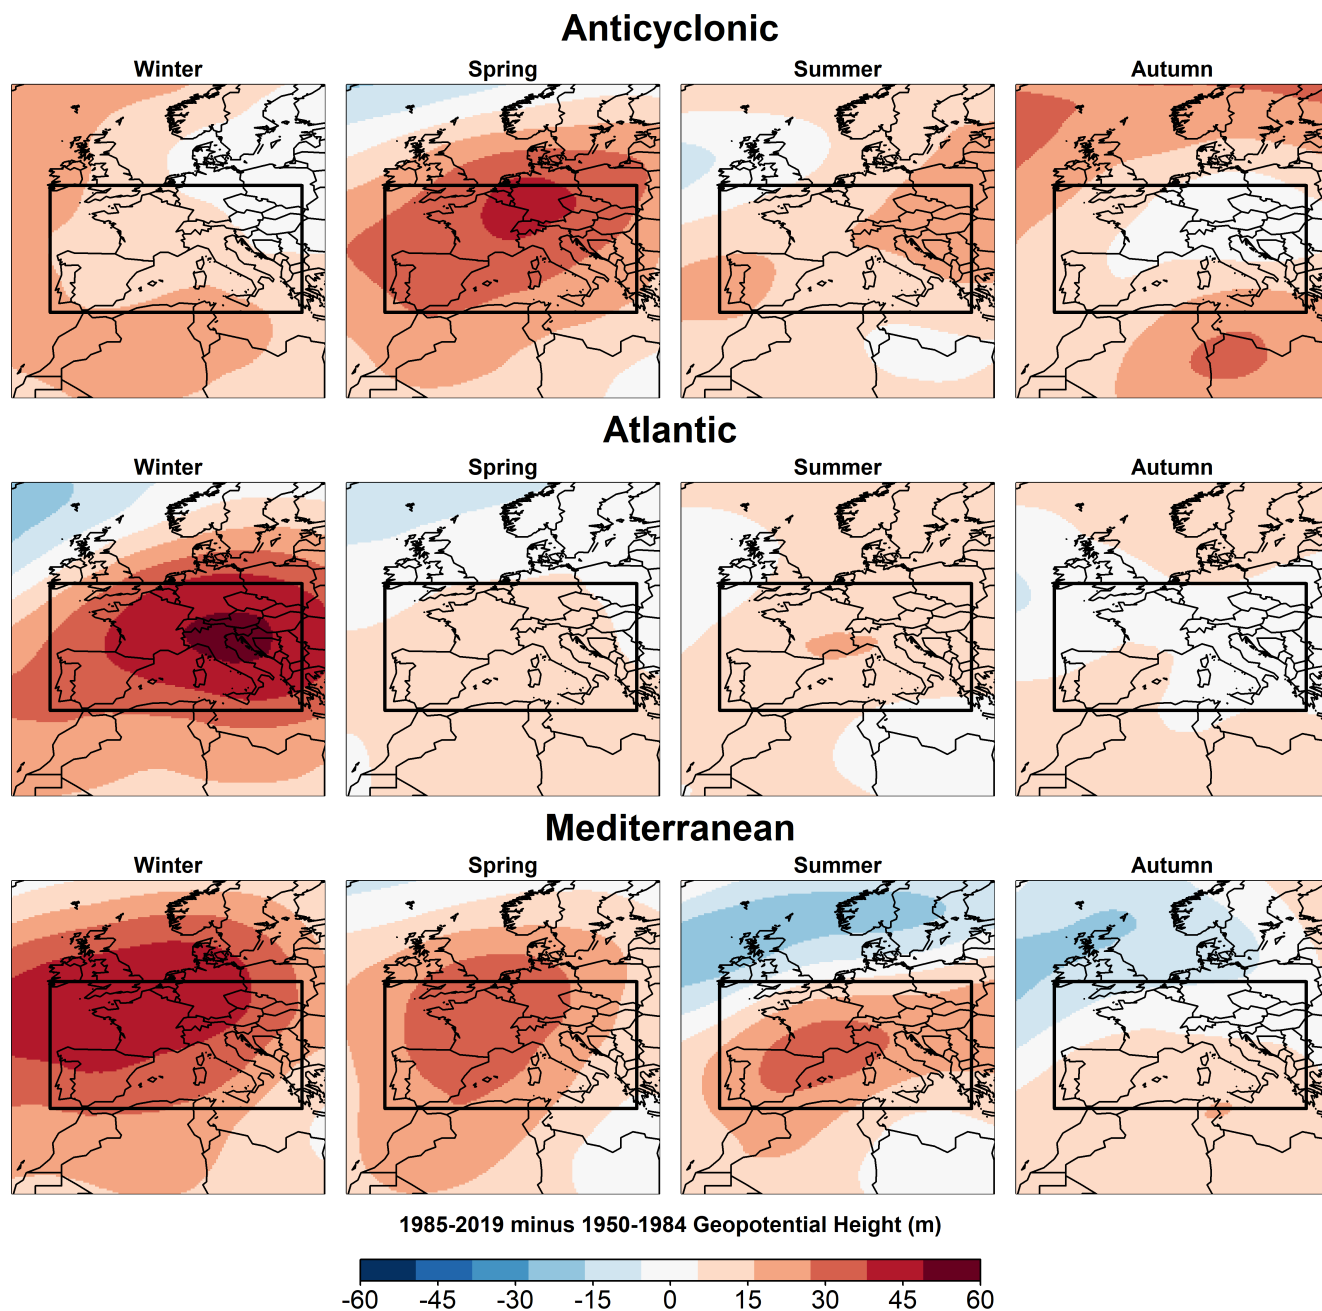 Anticyclonic
Winter Spring Summer Autumn
Atlantic
Winter Spring Summer Autumn
Mediterranean
Winter Spring Summer Autumn
1985-2019 minus 1950-1984 Geopotential Height (m)
-60 -45 -30 -15 0 15 30 45 60